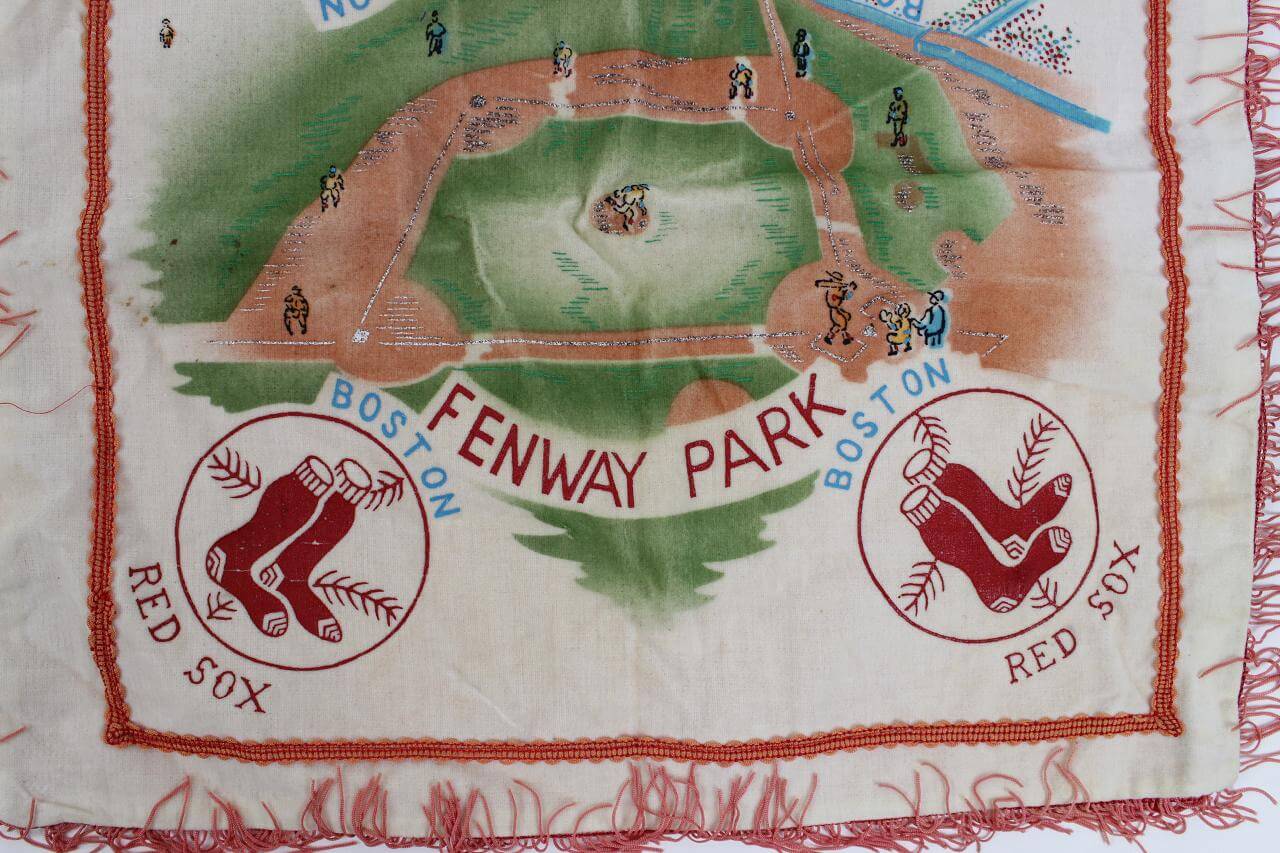 BOSTON
FENWAY PARK
BOSTON
RED SOX
RED SOX